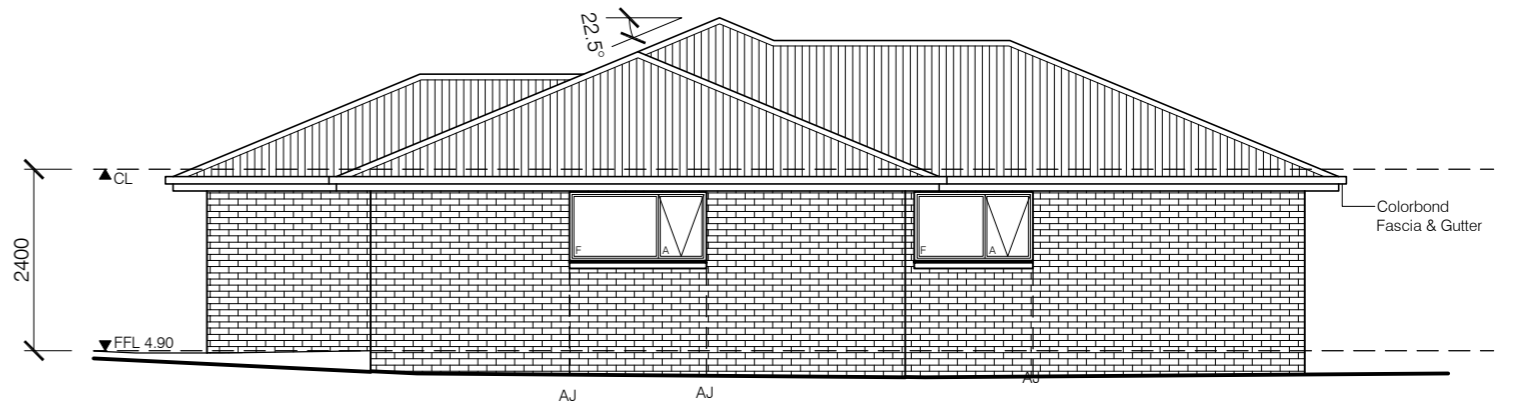 22.5°
CL
Colorbond
Fascia & Gutter
2400
F
A
F
A
FFL 4.90
AJ
AJ
AJ